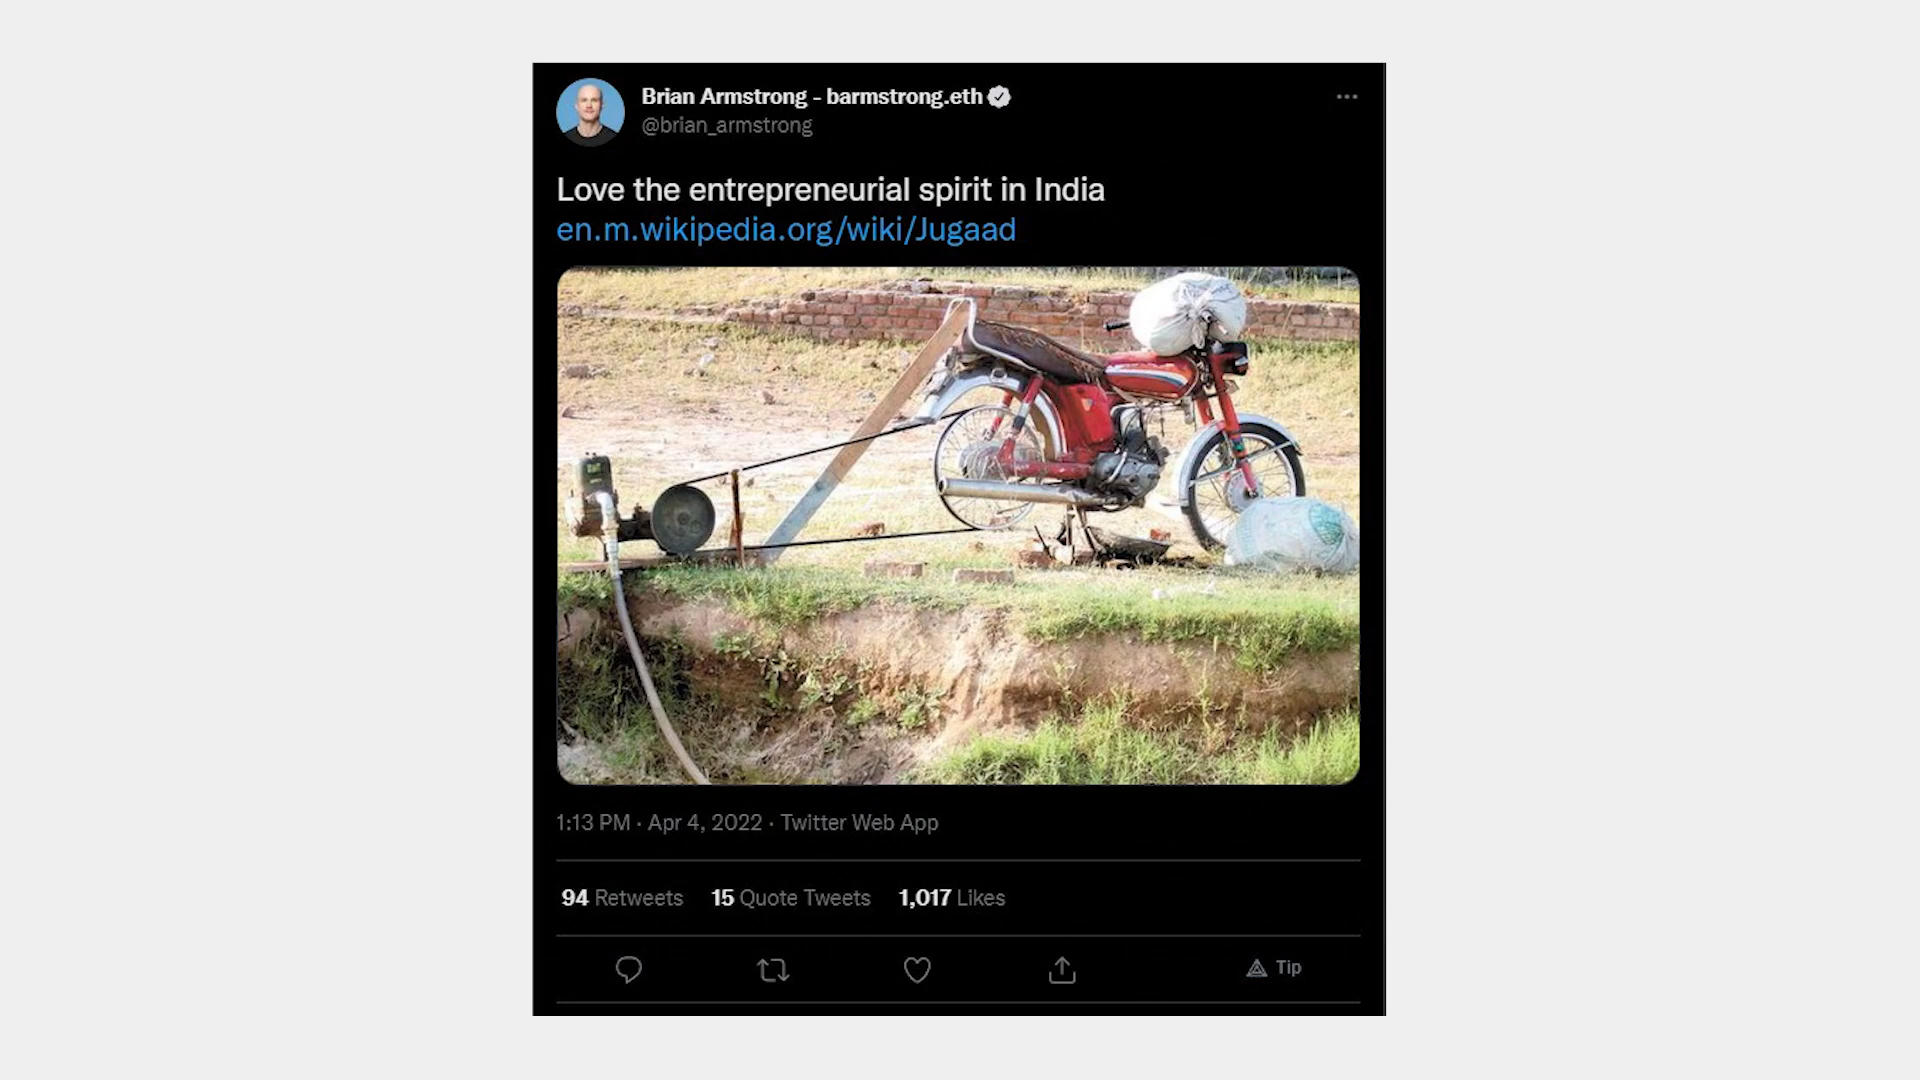 Brian Armstrong - barmstrong.eth
@brian_armstrong
Love the entrepreneurial spirit in India
en.m.wikipedia.org/wiki/Jugaad
1:13 PM · Apr 4, 2022 · Twitter Web App
94 Retweets 15 Quote Tweets 1,017 Likes
Tip